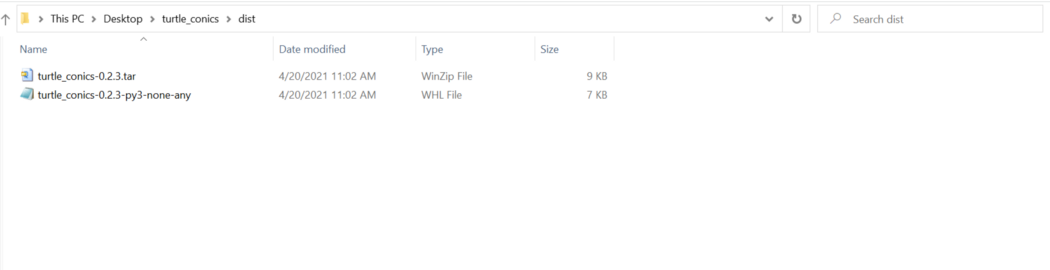 This PC > Desktop > turtle_conics > dist Search dist
Name Date modified Type Size
turtle_conics-0.2.3.tar 4/20/2021 11:02 AM WinZip File 9 KB
turtle_conics-0.2.3-py3-none-any 4/20/2021 11:02 AM WHL File 7 KB